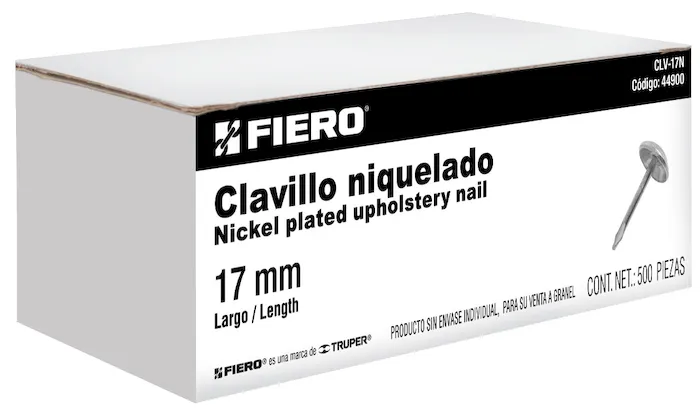 CLV-17N
Código: 44900
FIERO®
Clavillo niquelado
Nickel plated upholstery nail
17 mm
Largo / Length
CONT. NET.: 500 PIEZAS
PRODUCTO SIN ENVASE INDIVIDUAL, PARA SU VENTA A GRANEL
FIERO® es una marca de TRUPER®